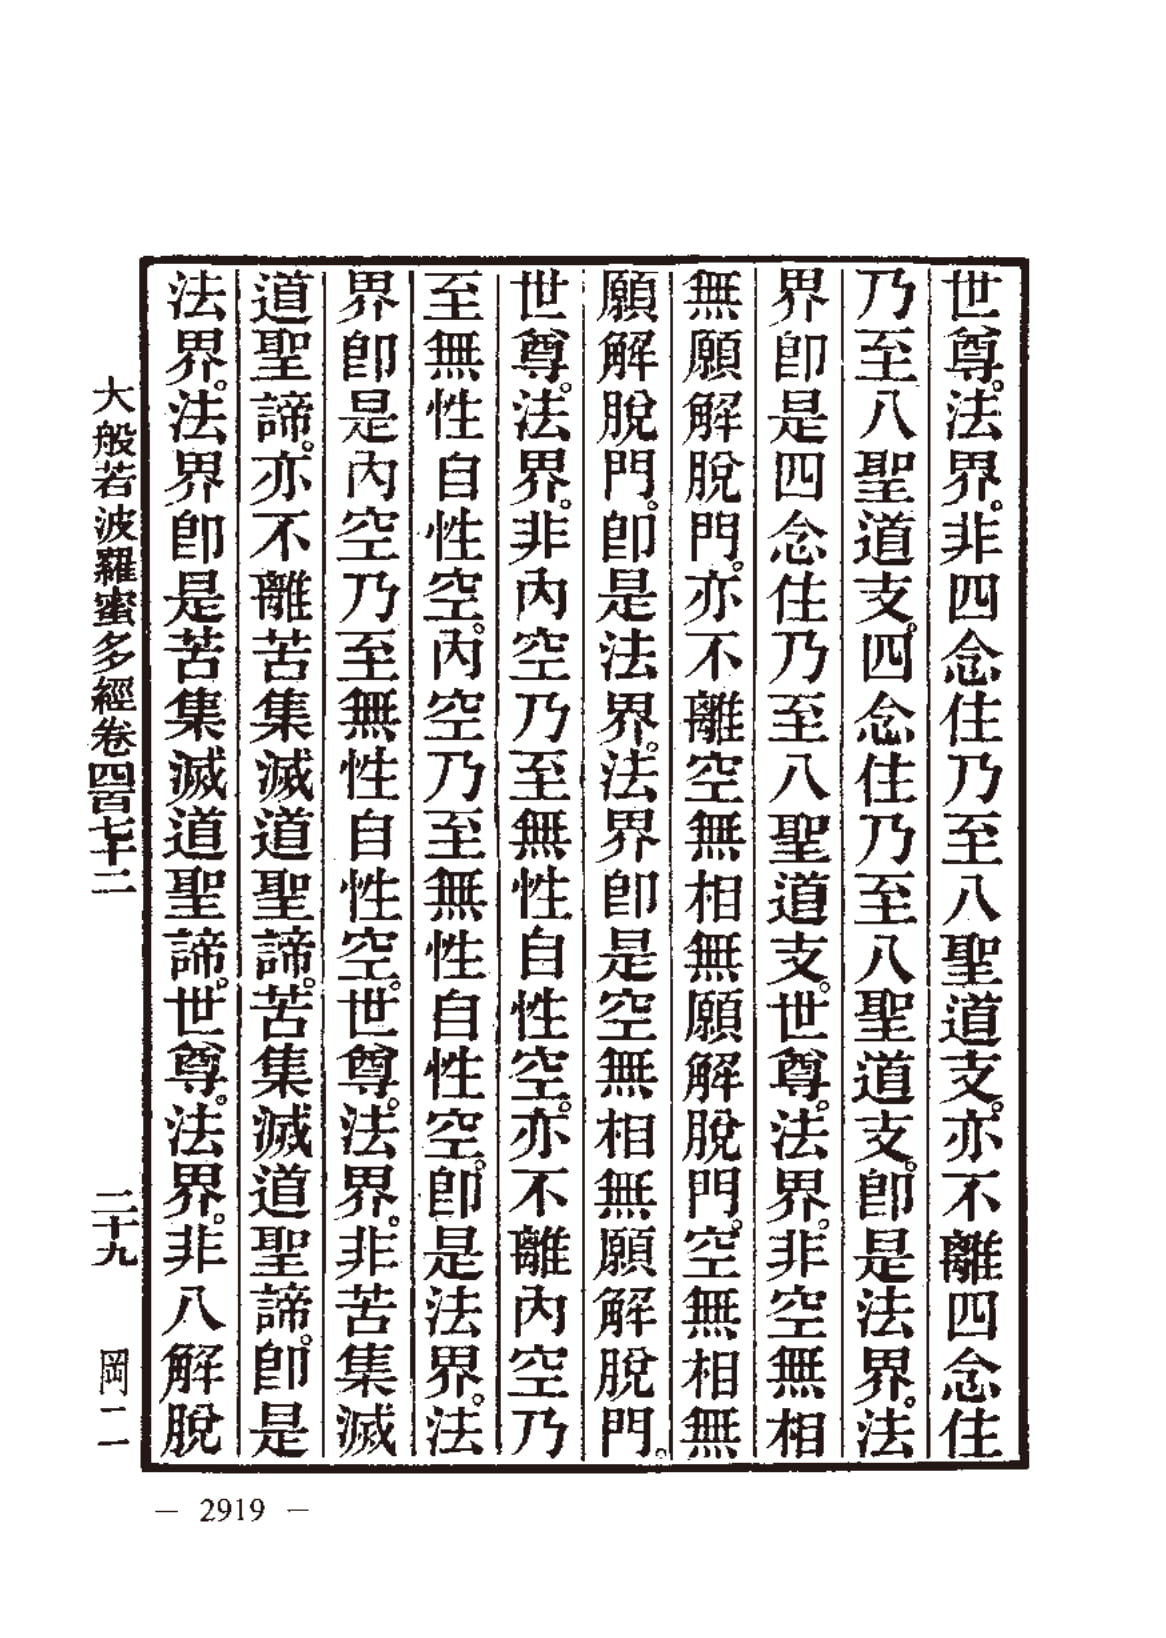 世尊。法界。非四念住乃至八聖道支。亦不離四念住
乃至八聖道支。四念住乃至八聖道支。卽是法界。法
界卽是四念住乃至八聖道支。世尊。法界。非空無相
無願解脫門。亦不離空無相無願解脫門。空無相無
願解脫門。卽是法界。法界卽是空無相無願解脫門。
世尊。法界。非內空乃至無性自性空。亦不離內空乃
至無性自性空。內空乃至無性自性空。卽是法界。法
界卽是內空乃至無性自性空。世尊。法界。非苦集滅
道聖諦。亦不離苦集滅道聖諦。苦集滅道聖諦。卽是
法界。法界卽是苦集滅道聖諦。世尊。法界。非八解脫
大般若波羅蜜多經卷四百七十二 二十九 岡二
— 2919 —